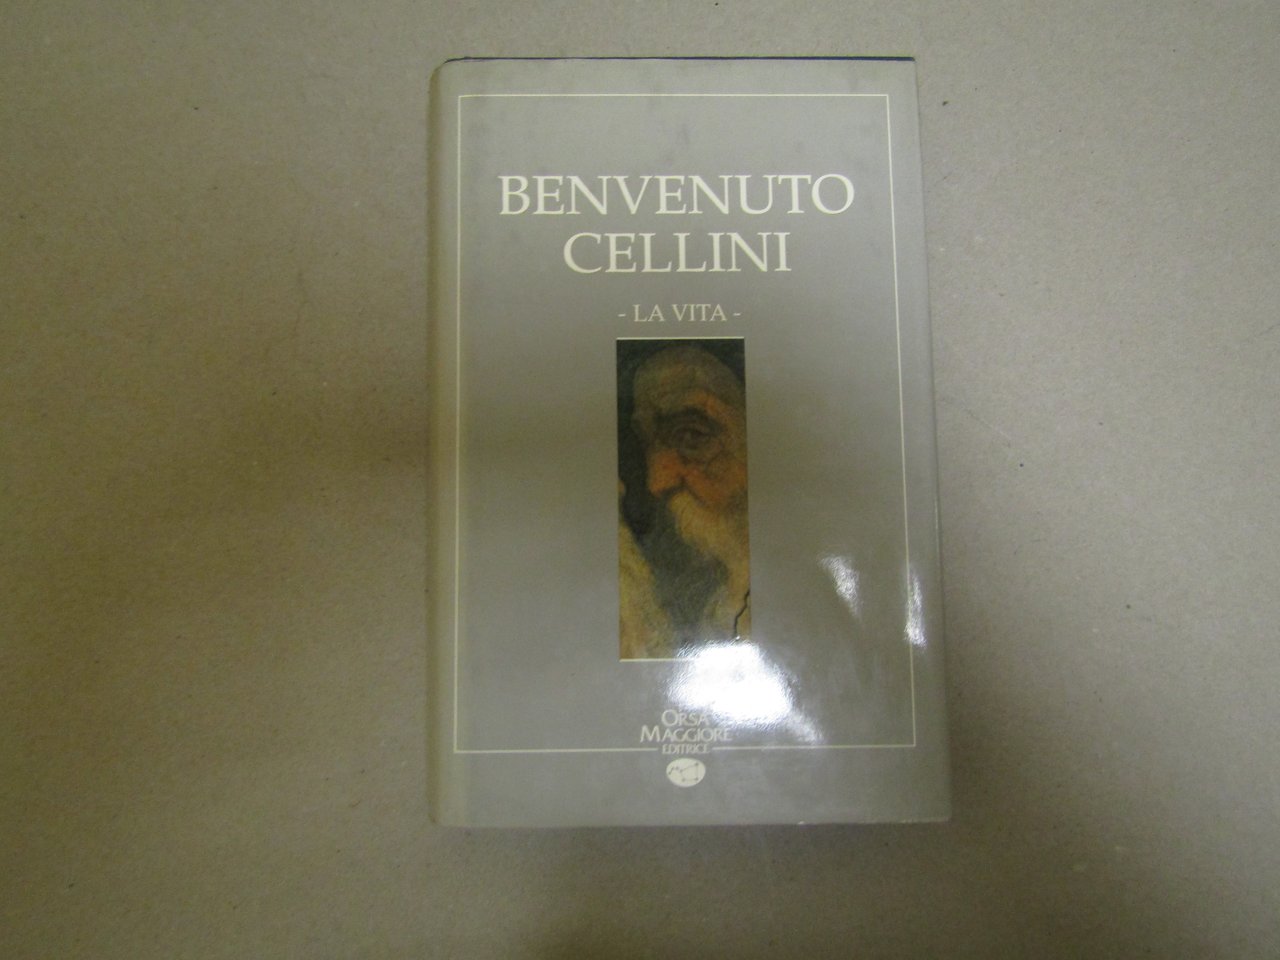 BENVENUTO
CELLINI
- LA VITA -
ORSA
MAGGIORE
EDITRICE